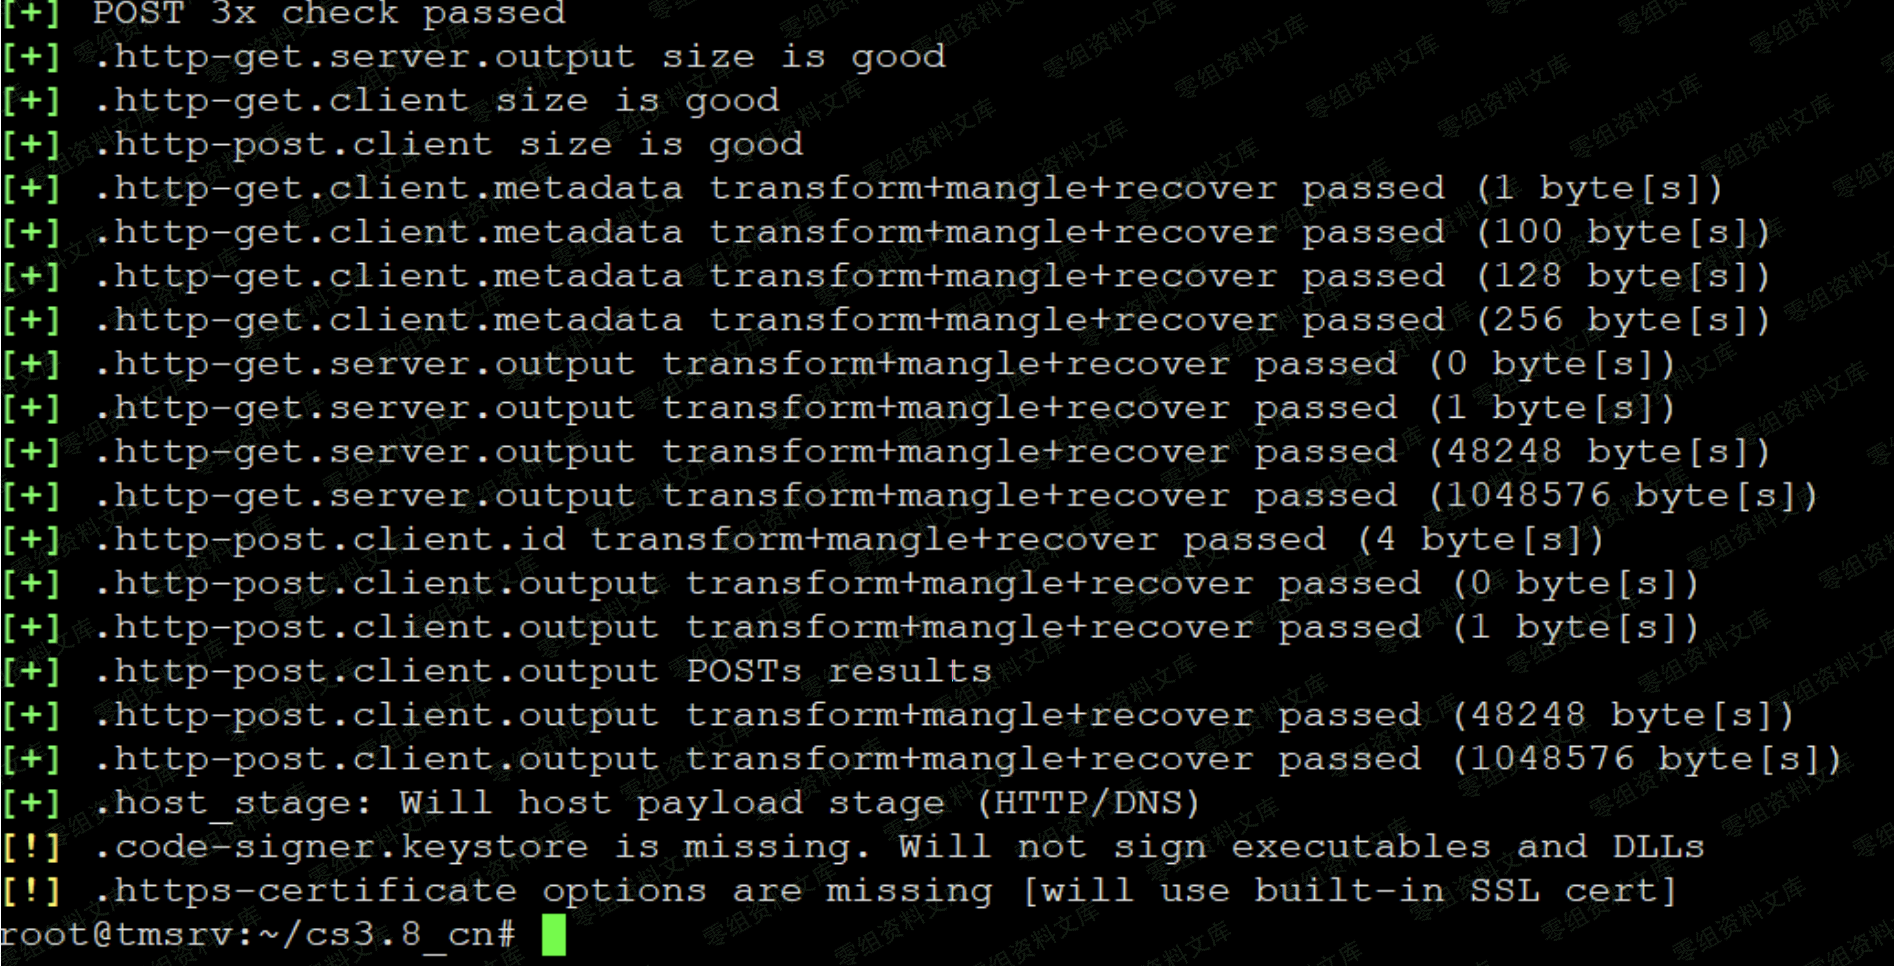 [+] POST 3x check passed
[+] .http-get.server.output size is good
[+] .http-get.client size is good
[+] .http-post.client size is good
[+] .http-get.client.metadata transform+mangle+recover passed (1 byte[s])
[+] .http-get.client.metadata transform+mangle+recover passed (100 byte[s])
[+] .http-get.client.metadata transform+mangle+recover passed (128 byte[s])
[+] .http-get.client.metadata transform+mangle+recover passed (256 byte[s])
[+] .http-get.server.output transform+mangle+recover passed (0 byte[s])
[+] .http-get.server.output transform+mangle+recover passed (1 byte[s])
[+] .http-get.server.output transform+mangle+recover passed (48248 byte[s])
[+] .http-get.server.output transform+mangle+recover passed (1048576 byte[s])
[+] .http-post.client.id transform+mangle+recover passed (4 byte[s])
[+] .http-post.client.output transform+mangle+recover passed (0 byte[s])
[+] .http-post.client.output transform+mangle+recover passed (1 byte[s])
[+] .http-post.client.output POSTs results
[+] .http-post.client.output transform+mangle+recover passed (48248 byte[s])
[+] .http-post.client.output transform+mangle+recover passed (1048576 byte[s])
[+] .host_stage: Will host payload stage (HTTP/DNS)
[!] .code-signer.keystore is missing. Will not sign executables and DLLs
[!] .https-certificate options are missing [will use built-in SSL cert]
root@tmsrv:~/cs3.8_cn#
零组资料文库